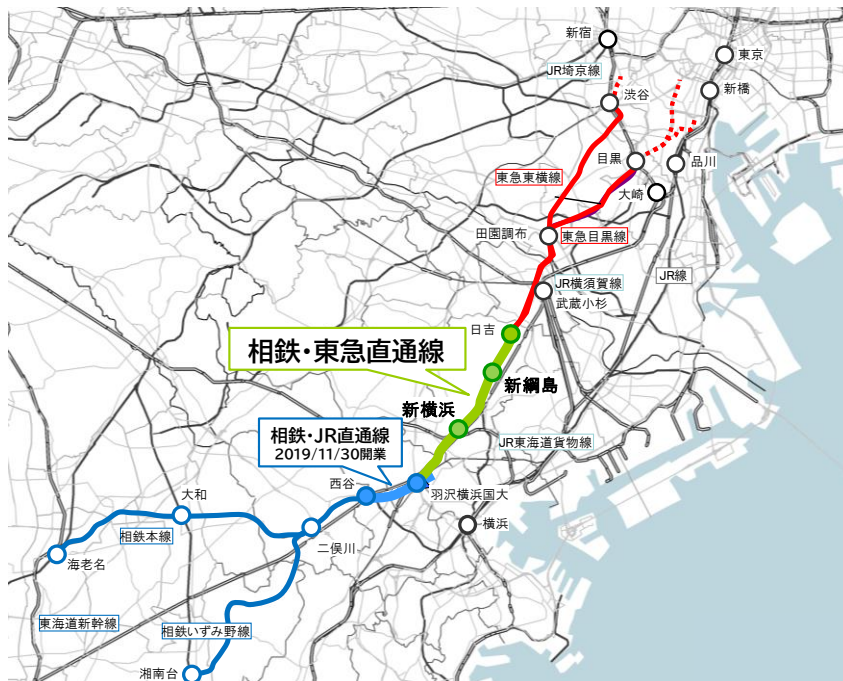 新宿
東京
JR埼京線
新橋
渋谷
目黒
品川
東急東横線
大崎
田園調布
東急目黒線
JR線
JR横須賀線
武蔵小杉
日吉
相鉄・東急直通線
新綱島
新横浜
相鉄・JR直通線
2019/11/30開業
JR東海道貨物線
西谷
羽沢横浜国大
大和
横浜
相鉄本線
二俣川
海老名
東海道新幹線
相鉄いずみ野線
湘南台